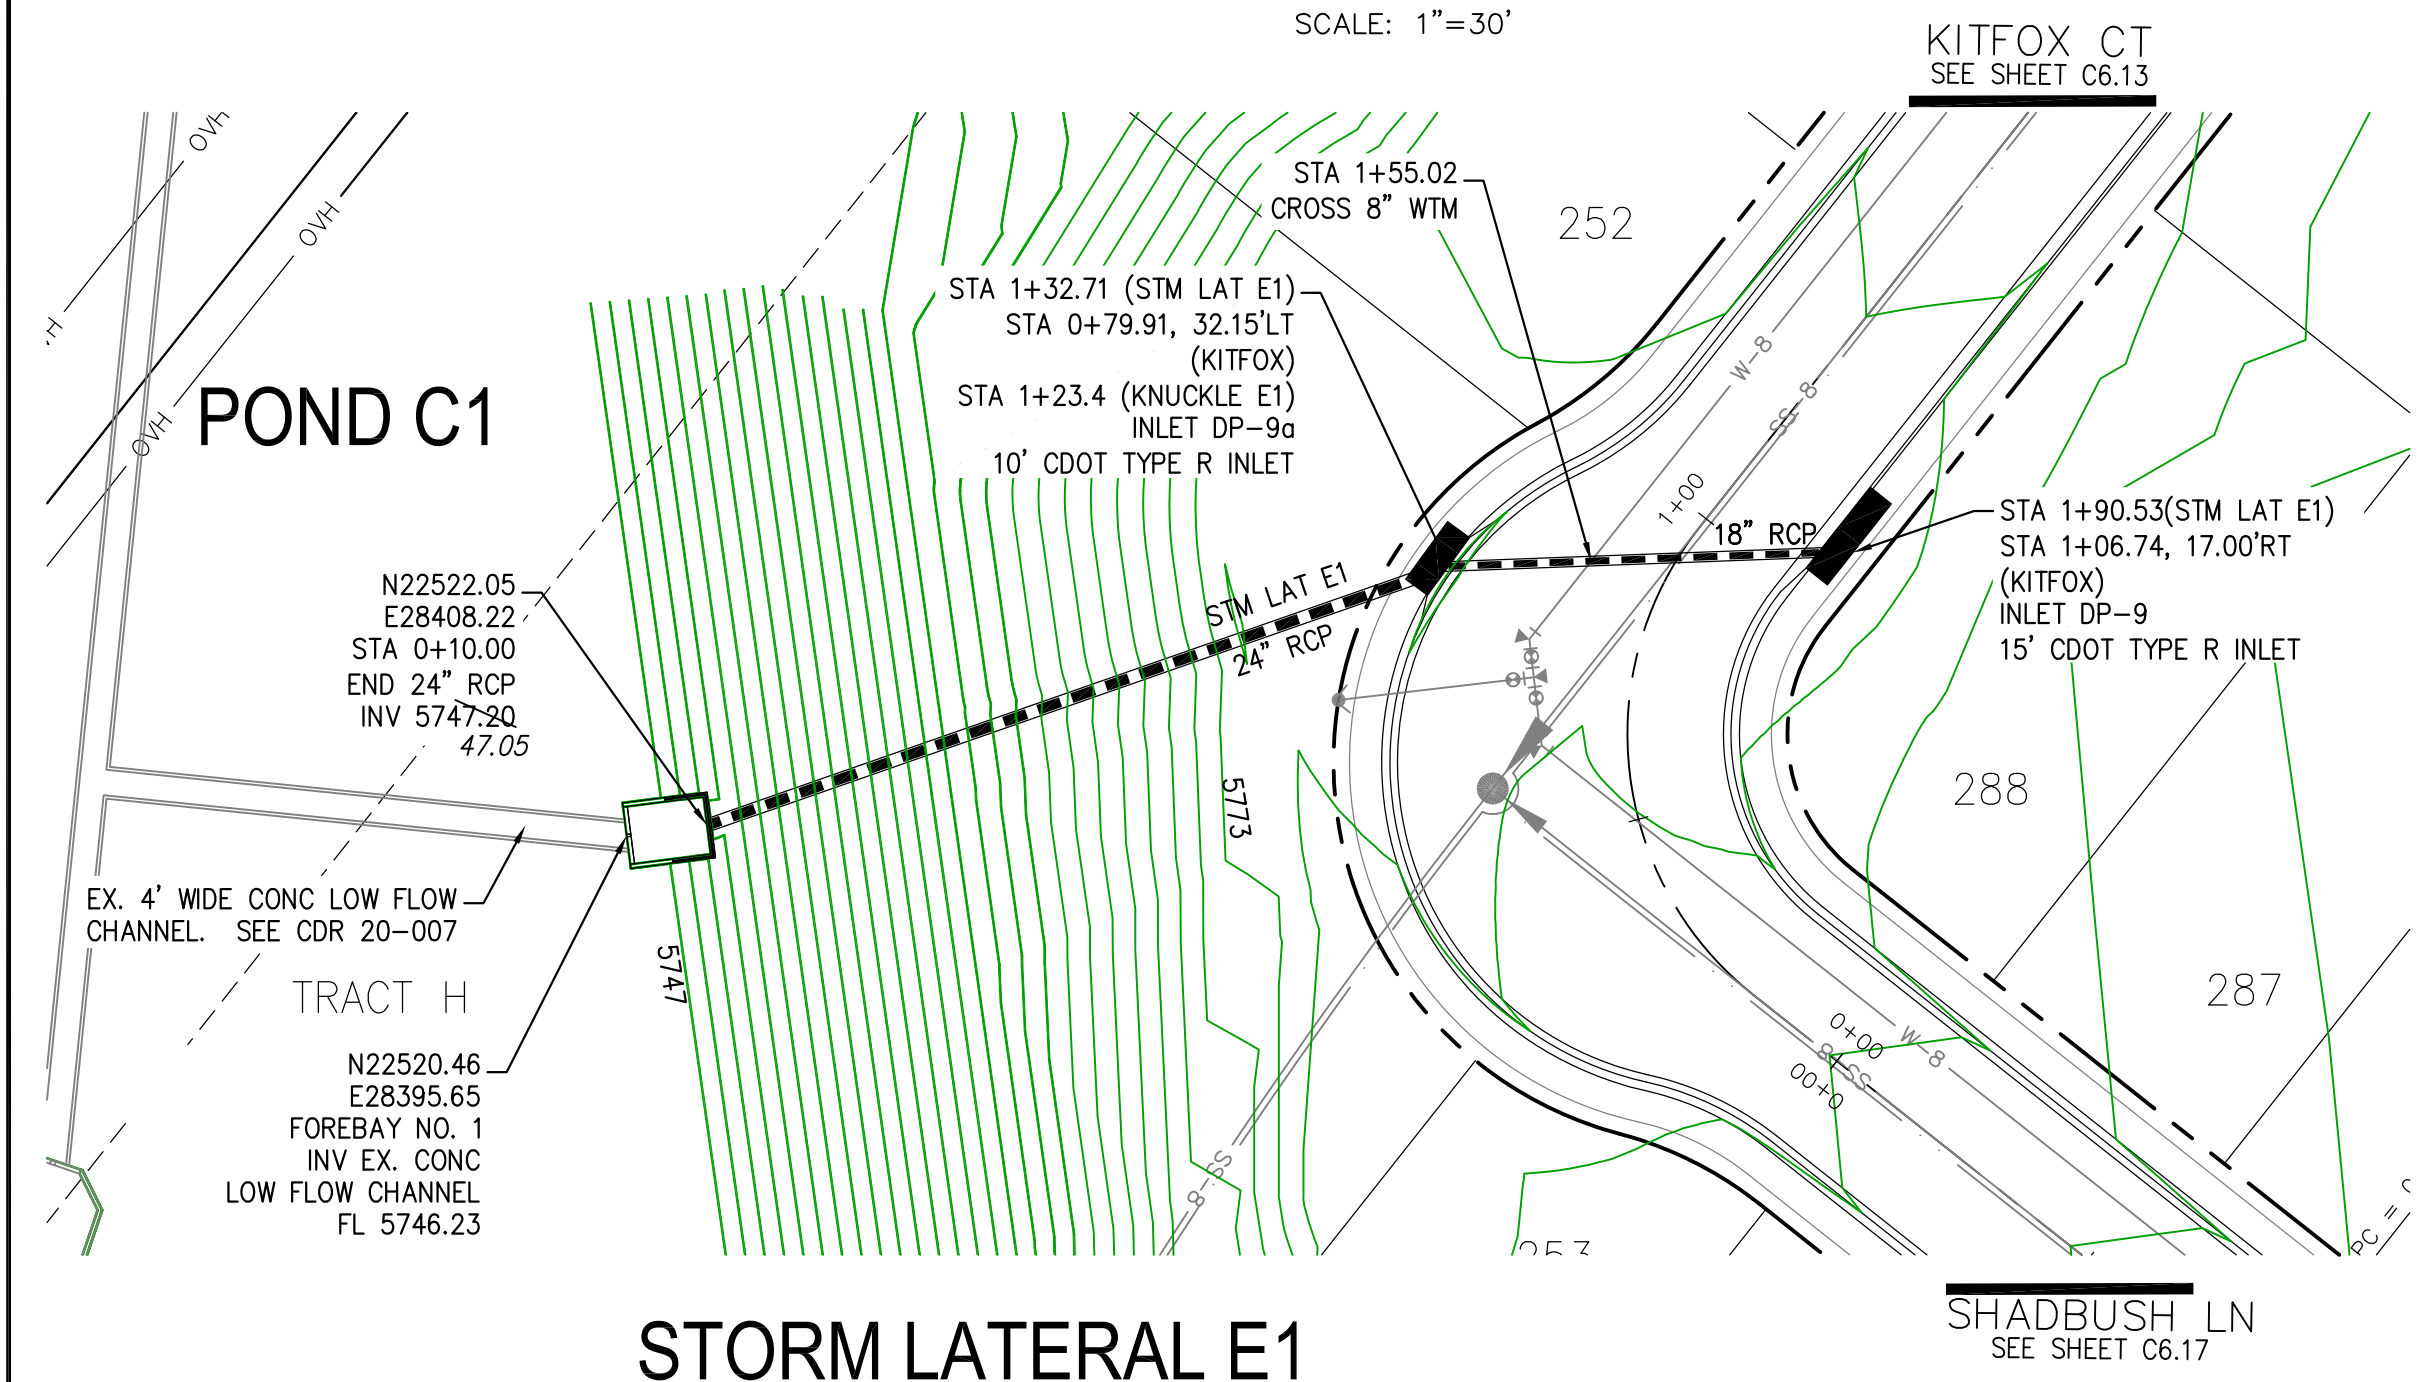 SCALE: 1"=30'
KITFOX CT
SEE SHEET C6.13
OVH
OVH
OVH
H
STA 1+55.02
CROSS 8" WTM
252
STA 1+32.71 (STM LAT E1)
STA 0+79.91, 32.15'LT
(KITFOX)
STA 1+23.4 (KNUCKLE E1)
INLET DP-9a
10' CDOT TYPE R INLET
W-8
SS-8
POND C1
1+00
18" RCP
STA 1+90.53(STM LAT E1)
STA 1+06.74, 17.00'RT
(KITFOX)
INLET DP-9
15' CDOT TYPE R INLET
STM LAT E1
24" RCP
N22522.05
E28408.22
STA 0+10.00
END 24" RCP
INV 5747.20
47.05
5773
288
EX. 4' WIDE CONC LOW FLOW
CHANNEL. SEE CDR 20-007
5747
TRACT H
287
0+00
W-8
8-SS
0+00
N22520.46
E28395.65
FOREBAY NO. 1
INV EX. CONC
LOW FLOW CHANNEL
FL 5746.23
8-SS
253
PC =
STORM LATERAL E1
SHADBUSH LN
SEE SHEET C6.17